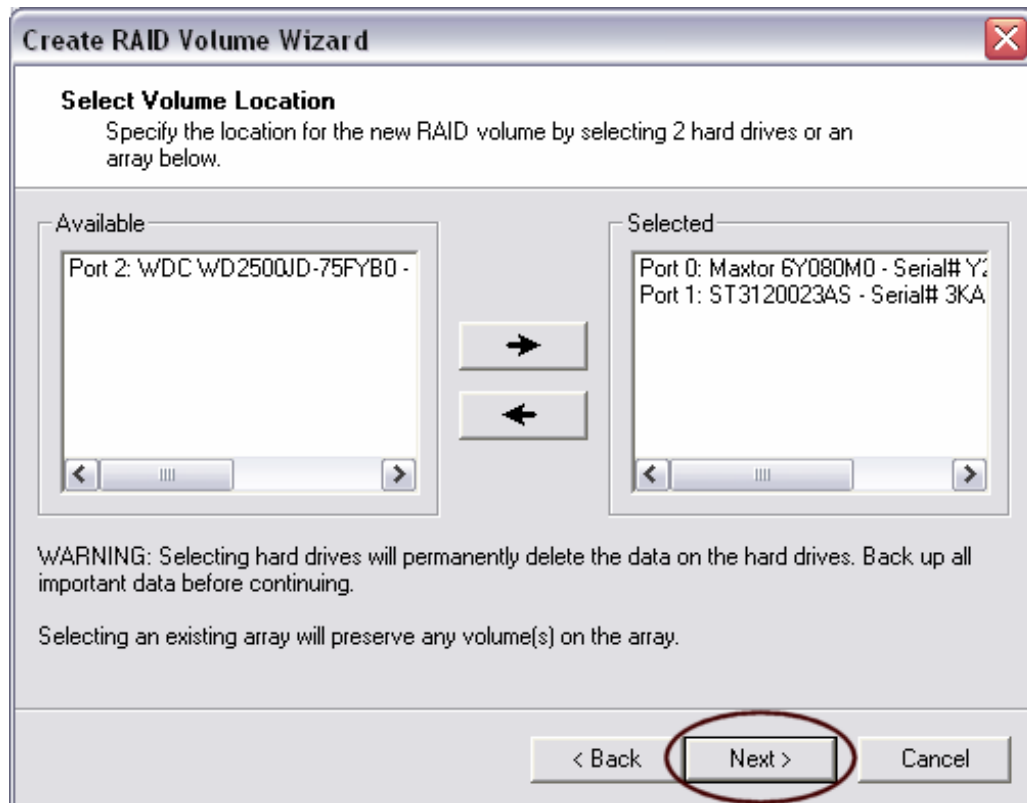 Create RAID Volume Wizard
Select Volume Location
Specify the location for the new RAID volume by selecting 2 hard drives or an
array below.
Available
Port 2: WDC WD2500JD-75FYB0 -
Selected
Port 0: Maxtor 6Y080M0 - Serial# Y2
Port 1: ST3120023AS - Serial# 3KA
WARNING: Selecting hard drives will permanently delete the data on the hard drives. Back up all
important data before continuing.
Selecting an existing array will preserve any volume(s) on the array.
< Back
Next >
Cancel